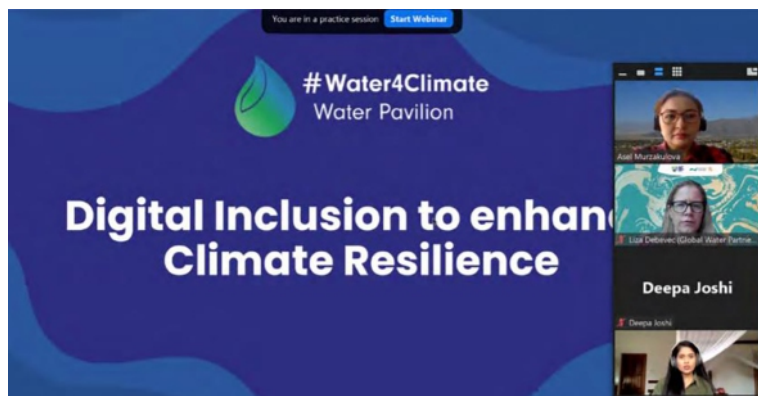 You are in a practice session Start Webinar
#Water4Climate
Water Pavilion
Digital Inclusion to enhanc
Climate Resilience
Asel Murzakulova
Liza Debevec (Global Water Partne...
Deepa Joshi
Deepa Joshi